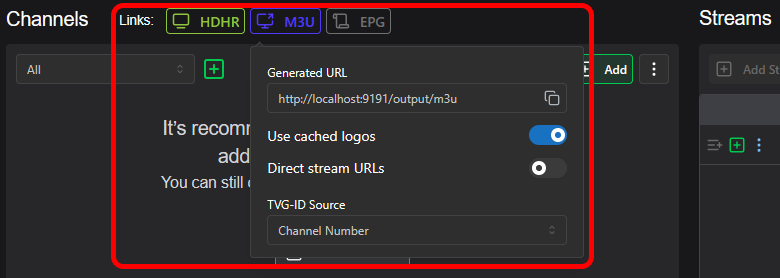 Channels
Links:
HDHR
M3U
EPG
Streams
All
Add
Add St
Generated URL
http://localhost:9191/output/m3u
Use cached logos
Direct stream URLs
TVG-ID Source
Channel Number
It's recomm
add
You can still